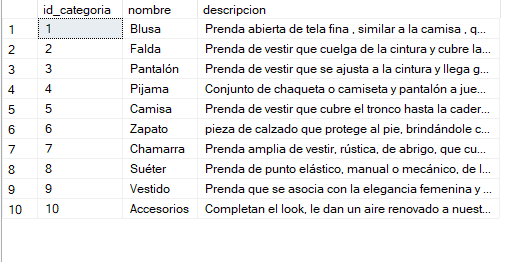 id_categoria nombre descripcion
1 1 Blusa Prenda abierta de tela fina , similar a la camisa , q...
2 2 Falda Prenda de vestir que cuelga de la cintura y cubre la...
3 3 Pantalón Prenda de vestir que se ajusta a la cintura y llega g...
4 4 Pijama Conjunto de chaqueta o camiseta y pantalón a jue...
5 5 Camisa Prenda de vestir que cubre el tronco hasta la cader...
6 6 Zapato pieza de calzado que protege al pie, brindándole c...
7 7 Chamarra Prenda amplia de vestir, rústica, de abrigo, que cu...
8 8 Suéter Prenda de punto elástico, manual o mecánico, de l...
9 9 Vestido Prenda que se asocia con la elegancia femenina y ...
10 10 Accesorios Completan el look, le dan un aire renovado a nuest...